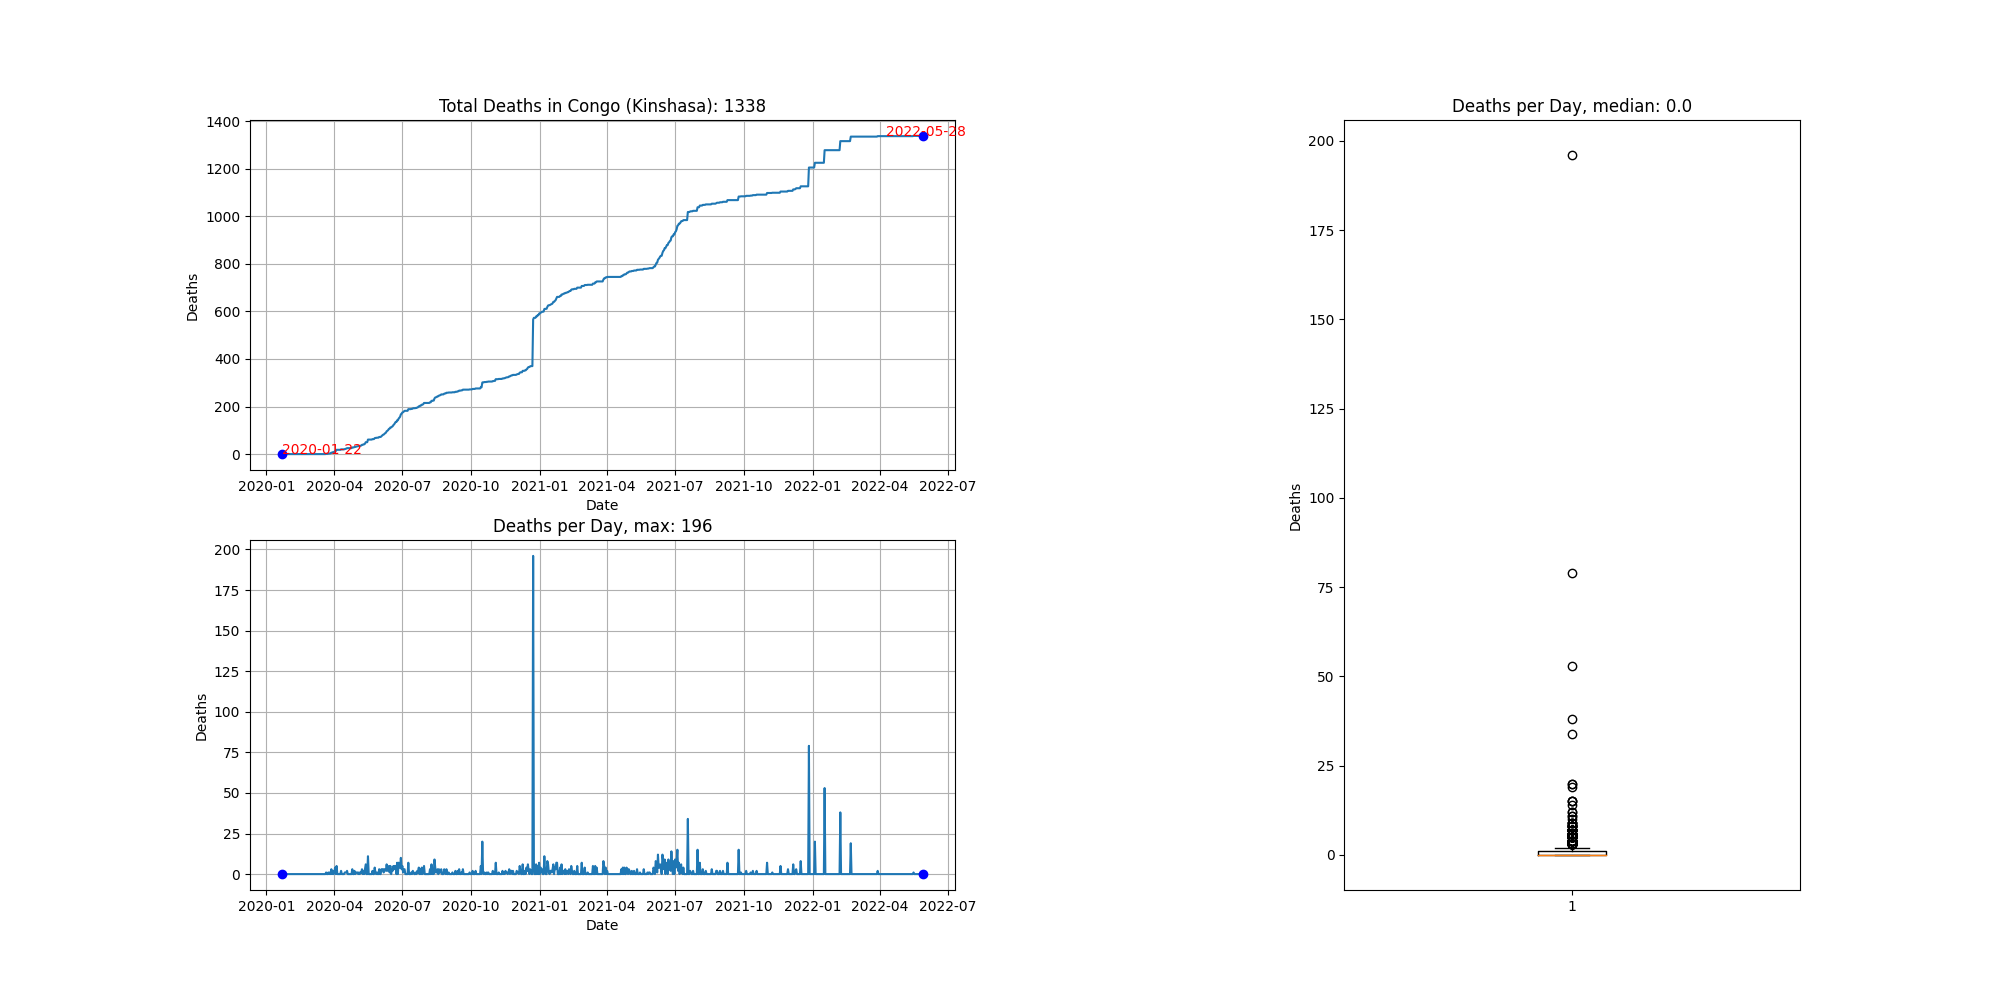 Total Deaths in Congo (Kinshasa): 1338
1400
1200
1000
800
600
400
200
0
Deaths
2020-01-22
2022-05-28
2020-01 2020-04 2020-07 2020-10 2021-01 2021-04 2021-07 2021-10 2022-01 2022-04 2022-07
Date
Deaths per Day, max: 196
200
175
150
125
100
75
50
25
0
Deaths
2020-01 2020-04 2020-07 2020-10 2021-01 2021-04 2021-07 2021-10 2022-01 2022-04 2022-07
Date
Deaths per Day, median: 0.0
200
175
150
125
100
75
50
25
0
Deaths
1